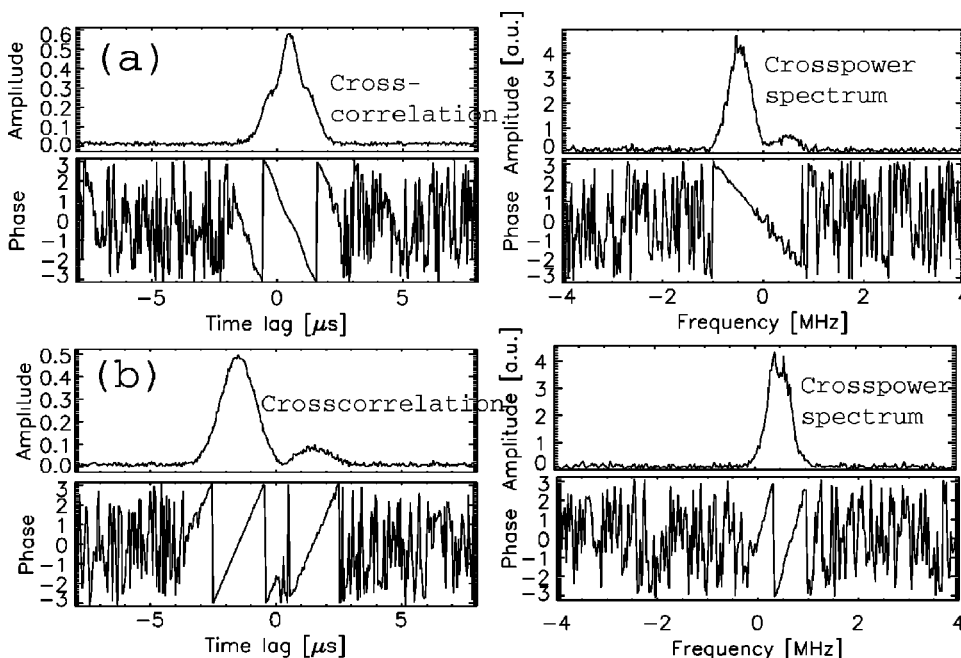 (a)
Amplitude
0.6
0.5
0.4
0.3
0.2
0.1
0.0
Cross-
correlation
Phase
3
2
1
0
−1
−2
−3
−5 0 5
Time lag [μs]
Amplitude [a.u.]
4
3
2
1
0
Crosspower
spectrum
Phase
3
2
1
0
−1
−2
−3
−4 −2 0 2 4
Frequency [MHz]
(b)
Amplitude
0.5
0.4
0.3
0.2
0.1
0.0
Crosscorrelation
Phase
3
2
1
0
−1
−2
−3
−5 0 5
Time lag [μs]
Amplitude [a.u.]
4
3
2
1
0
Crosspower
spectrum
Phase
3
2
1
0
−1
−2
−3
−4 −2 0 2 4
Frequency [MHz]